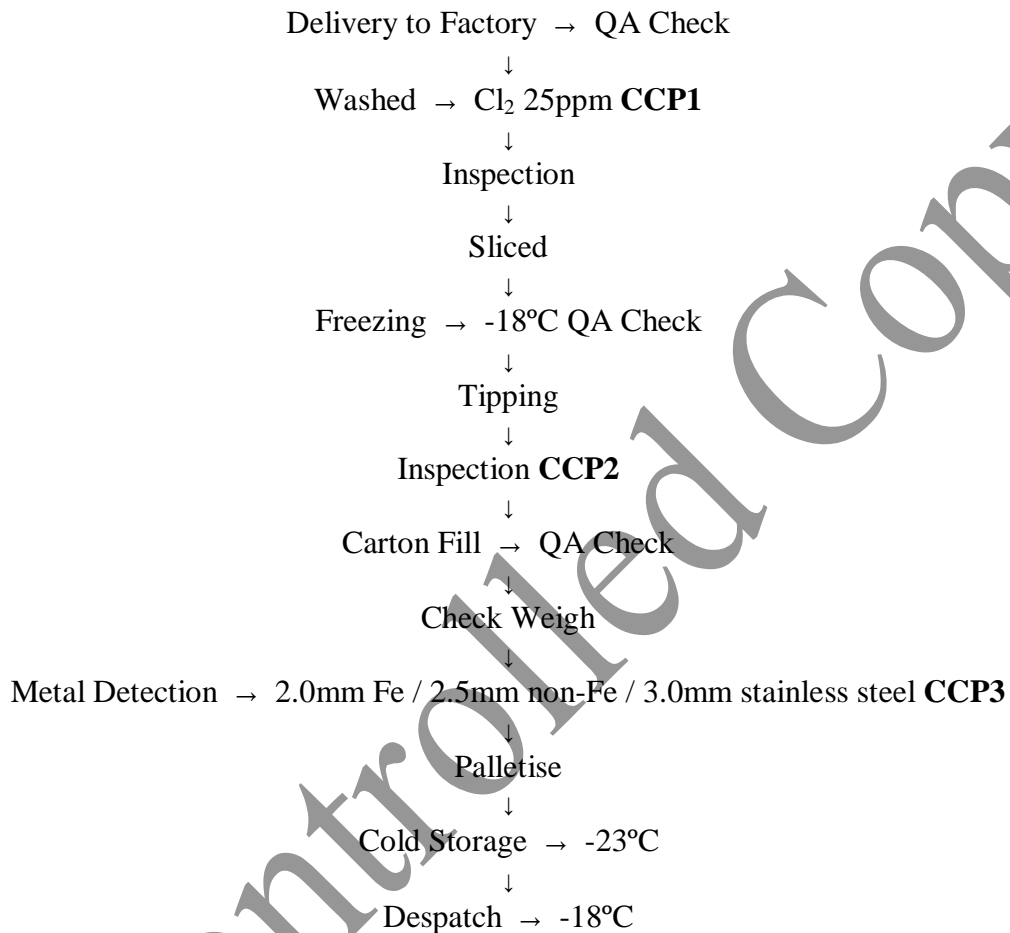 Delivery to Factory → QA Check
↓
Washed → Cl₂ 25ppm CCP1
↓
Inspection
↓
Sliced
↓
Freezing → -18ºC QA Check
↓
Tipping
↓
Inspection CCP2
↓
Carton Fill → QA Check
↓
Check Weigh
↓
Metal Detection → 2.0mm Fe / 2.5mm non-Fe / 3.0mm stainless steel CCP3
↓
Palletise
↓
Cold Storage → -23ºC
↓
Despatch → -18ºC
ntrolled Cop